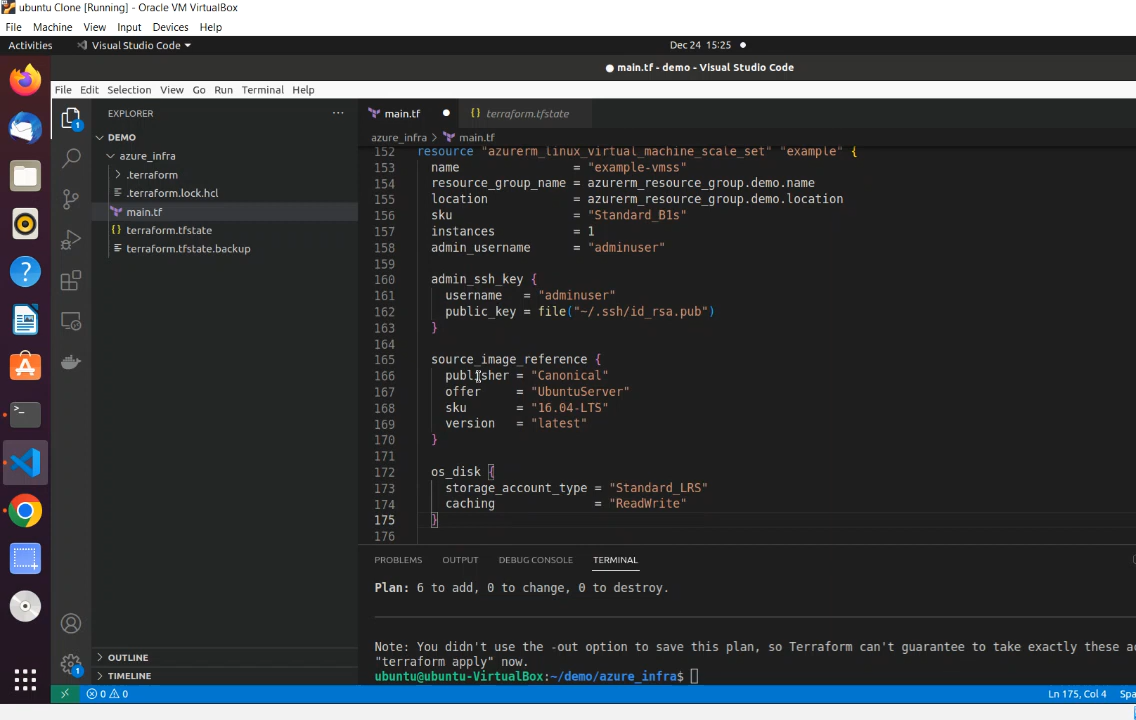 ubuntu Clone [Running] - Oracle VM VirtualBox
File Machine View Input Devices Help
Activities Visual Studio Code Dec 24 15:25
main.tf - demo - Visual Studio Code
File Edit Selection View Go Run Terminal Help
EXPLORER
DEMO
azure_infra
.terraform
.terraform.lock.hcl
main.tf
terraform.tfstate
terraform.tfstate.backup
OUTLINE
TIMELINE
main.tf terraform.tfstate
azure_infra > main.tf
152 resource "azurerm_linux_virtual_machine_scale_set" "example" {
153 name = "example-vmss"
154 resource_group_name = azurerm_resource_group.demo.name
155 location = azurerm_resource_group.demo.location
156 sku = "Standard_B1s"
157 instances = 1
158 admin_username = "adminuser"
159
160 admin_ssh_key {
161 username = "adminuser"
162 public_key = file("~/.ssh/id_rsa.pub")
163 }
164
165 source_image_reference {
166 publisher = "Canonical"
167 offer = "UbuntuServer"
168 sku = "16.04-LTS"
169 version = "latest"
170 }
171
172 os_disk {
173 storage_account_type = "Standard_LRS"
174 caching = "ReadWrite"
175 }
176
PROBLEMS OUTPUT DEBUG CONSOLE TERMINAL
Plan: 6 to add, 0 to change, 0 to destroy.
Note: You didn't use the -out option to save this plan, so Terraform can't guarantee to take exactly these ac
"terraform apply" now.
ubuntu@ubuntu-VirtualBox:~/demo/azure_infra$
0 0 Ln 175, Col 4 Spa